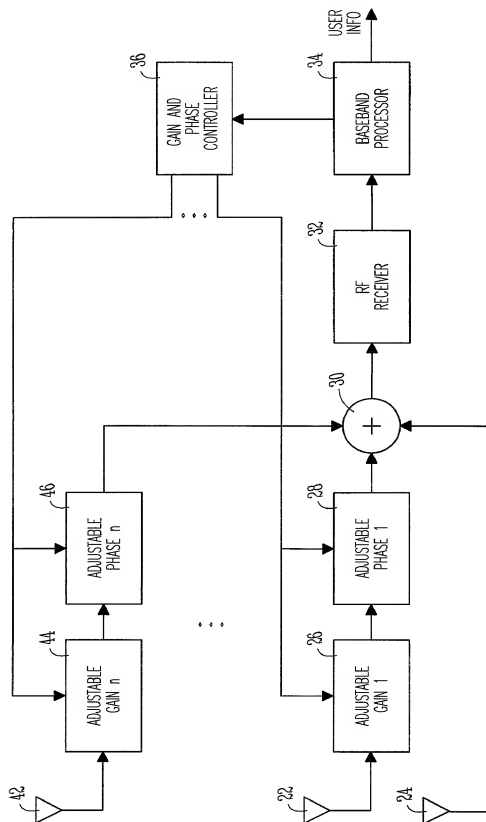 42
44
ADJUSTABLE
GAIN n
46
ADJUSTABLE
PHASE n
36
GAIN AND
PHASE
CONTROLLER
22
26
ADJUSTABLE
GAIN 1
28
ADJUSTABLE
PHASE 1
30
+
32
RF
RECEIVER
34
BASEBAND
PROCESSOR
USER
INFO
24